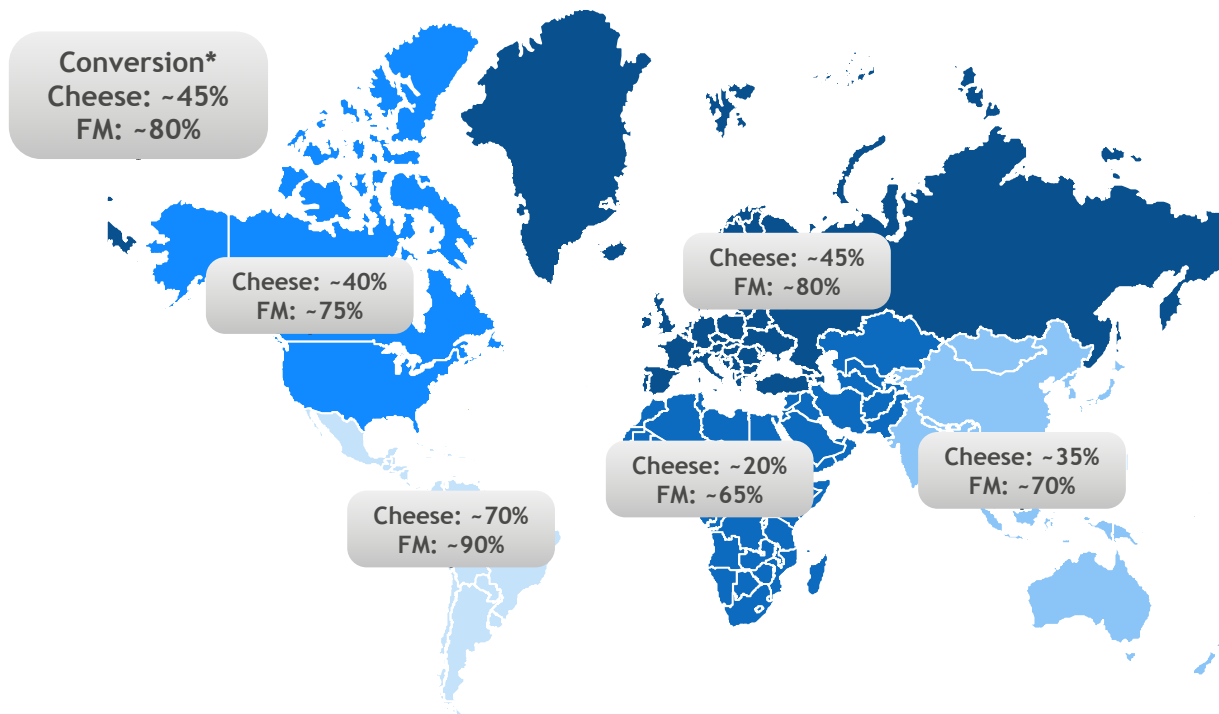 Conversion*
Cheese: ~45%
FM: ~80%
Cheese: ~45%
FM: ~80%
Cheese: ~40%
FM: ~75%
Cheese: ~20%
FM: ~65%
Cheese: ~35%
FM: ~70%
Cheese: ~70%
FM: ~90%